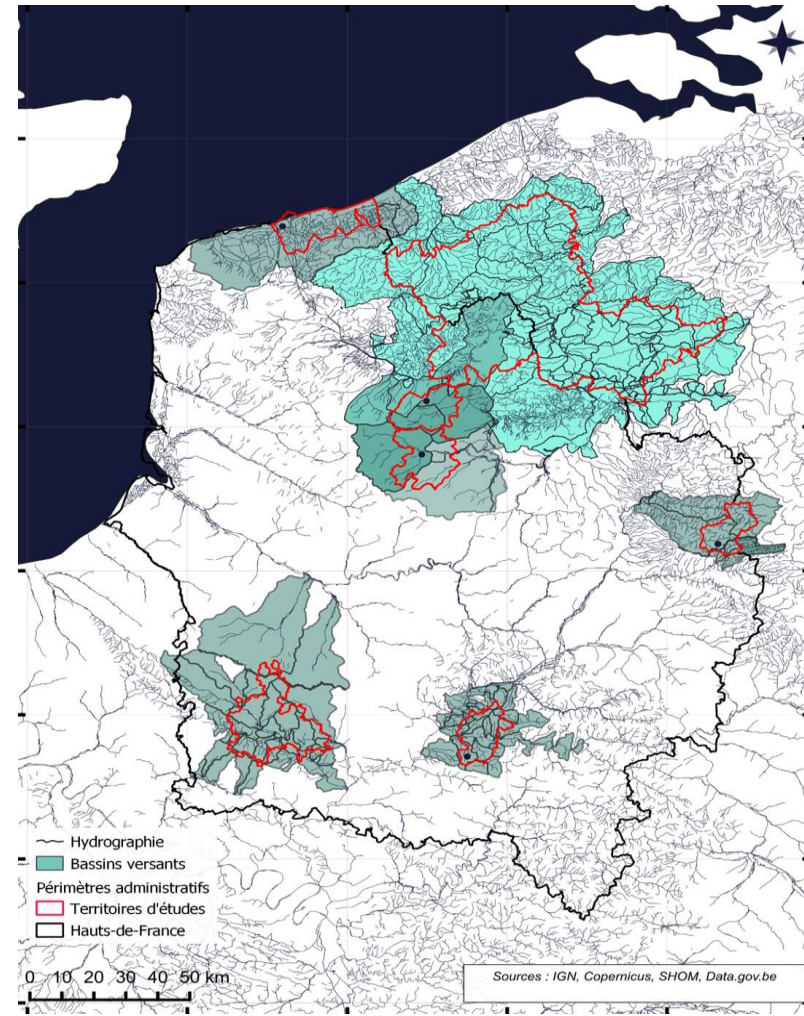 Hydrographie
Bassins versants
Périmètres administratifs
Territoires d'études
Hauts-de-France
0 10 20 30 40 50 km
Sources : IGN, Copernicus, SHOM, Data.gov.be